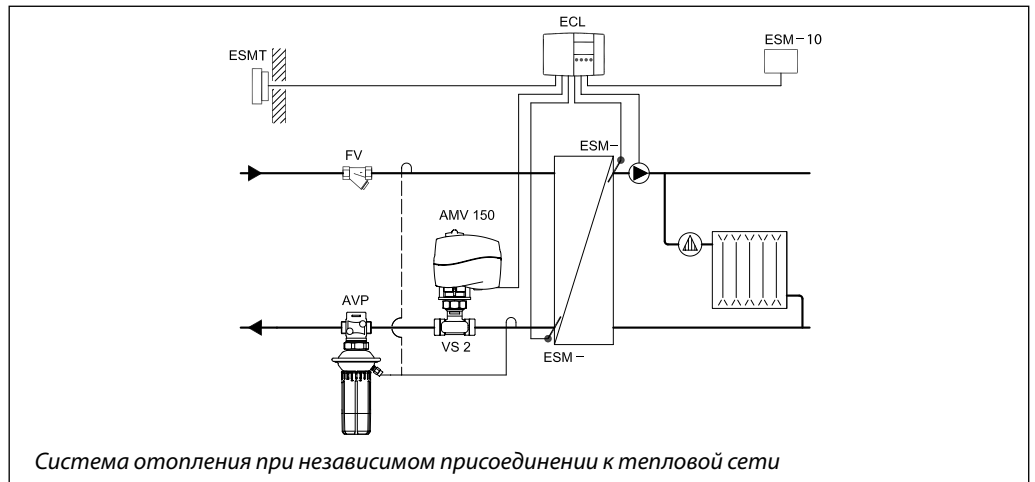 ECL
ESMT
ESM-10
FV
ESM-
AMV 150
AVP
VS 2
ESM-
Система отопления при независимом присоединении к тепловой сети